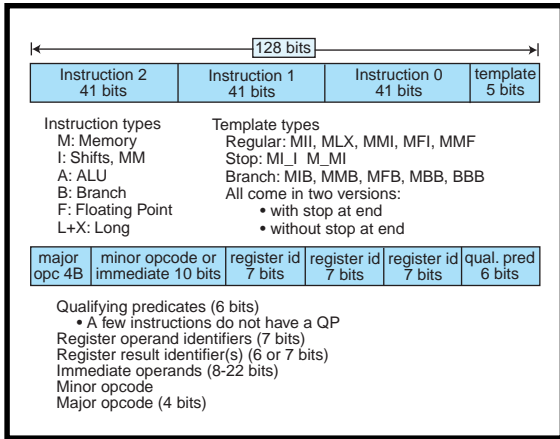 128 bits
Instruction 2 Instruction 1 Instruction 0 template
41 bits 41 bits 41 bits 5 bits
Instruction types
M: Memory
I: Shifts, MM
A: ALU
B: Branch
F: Floating Point
L+X: Long
Template types
Regular: MII, MLX, MMI, MFI, MMF
Stop: MI_I M_MI
Branch: MIB, MMB, MFB, MBB, BBB
All come in two versions:
• with stop at end
• without stop at end
major minor opcode or register id register id register id qual. pred
opc 4B immediate 10 bits 7 bits 7 bits 7 bits 6 bits
Qualifying predicates (6 bits)
• A few instructions do not have a QP
Register operand identifiers (7 bits)
Register result identifier(s) (6 or 7 bits)
Immediate operands (8-22 bits)
Minor opcode
Major opcode (4 bits)